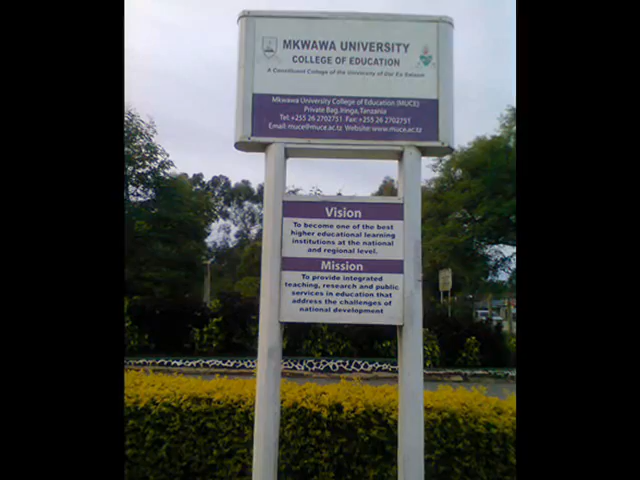 MKWAWA UNIVERSITY
COLLEGE OF EDUCATION
A Constituent College of the University of Dar Es Salaam
Mkwawa University College of Education (MUCE)
Private Bag, Iringa, Tanzania
Tel: +255 26 2702751 Fax: +255 26 2702751
Email: muce@muce.ac.tz Website: www.muce.ac.tz
Vision
To become one of the best
higher educational learning
institutions at the national
and regional level.
Mission
To provide integrated
teaching, research and public
services in education that
address the challenges of
national development